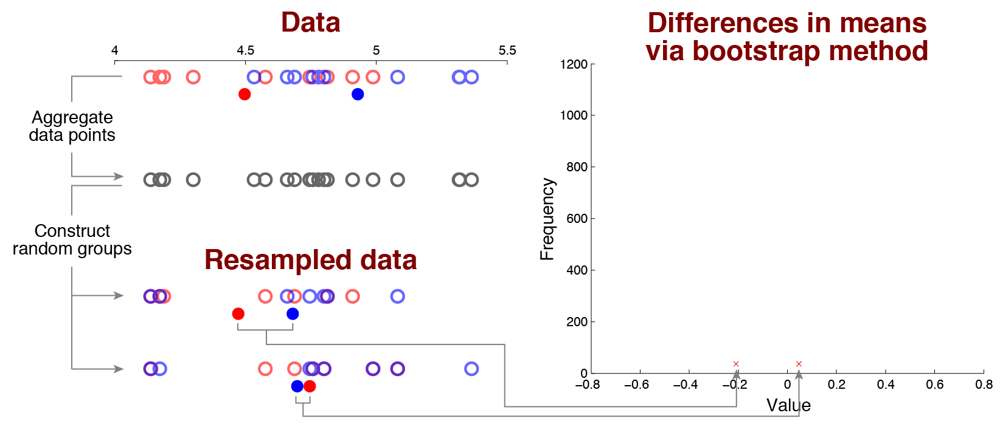 Data
4 4.5 5 5.5
Aggregate
data points
Construct
random groups
Resampled data
Differences in means
via bootstrap method
1200
1000
800
600
400
200
0
Frequency
−0.8 −0.6 −0.4 −0.2 0 0.2 0.4 0.6 0.8
Value